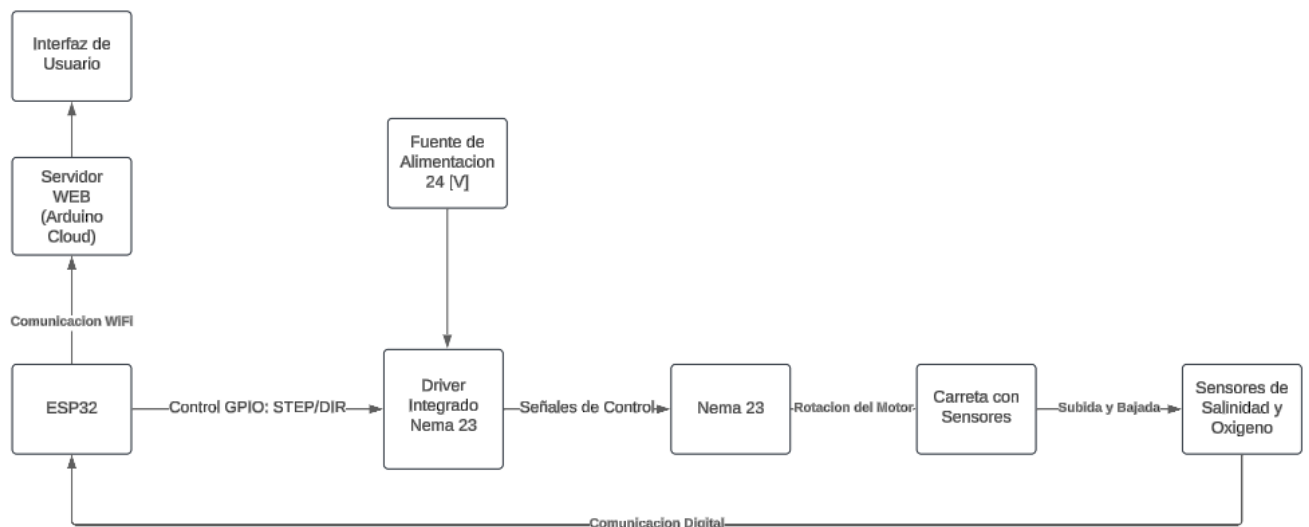 Interfaz de
Usuario
Fuente de
Alimentacion
24 [V]
Servidor
WEB
(Arduino
Cloud)
Comunicacion WiFi
ESP32
Control GPIO: STEP/DIR
Driver
Integrado
Nema 23
Señales de Control
Nema 23
Rotacion del Motor
Carreta con
Sensores
Subida y Bajada
Sensores de
Salinidad y
Oxigeno
Comunicacion Digital